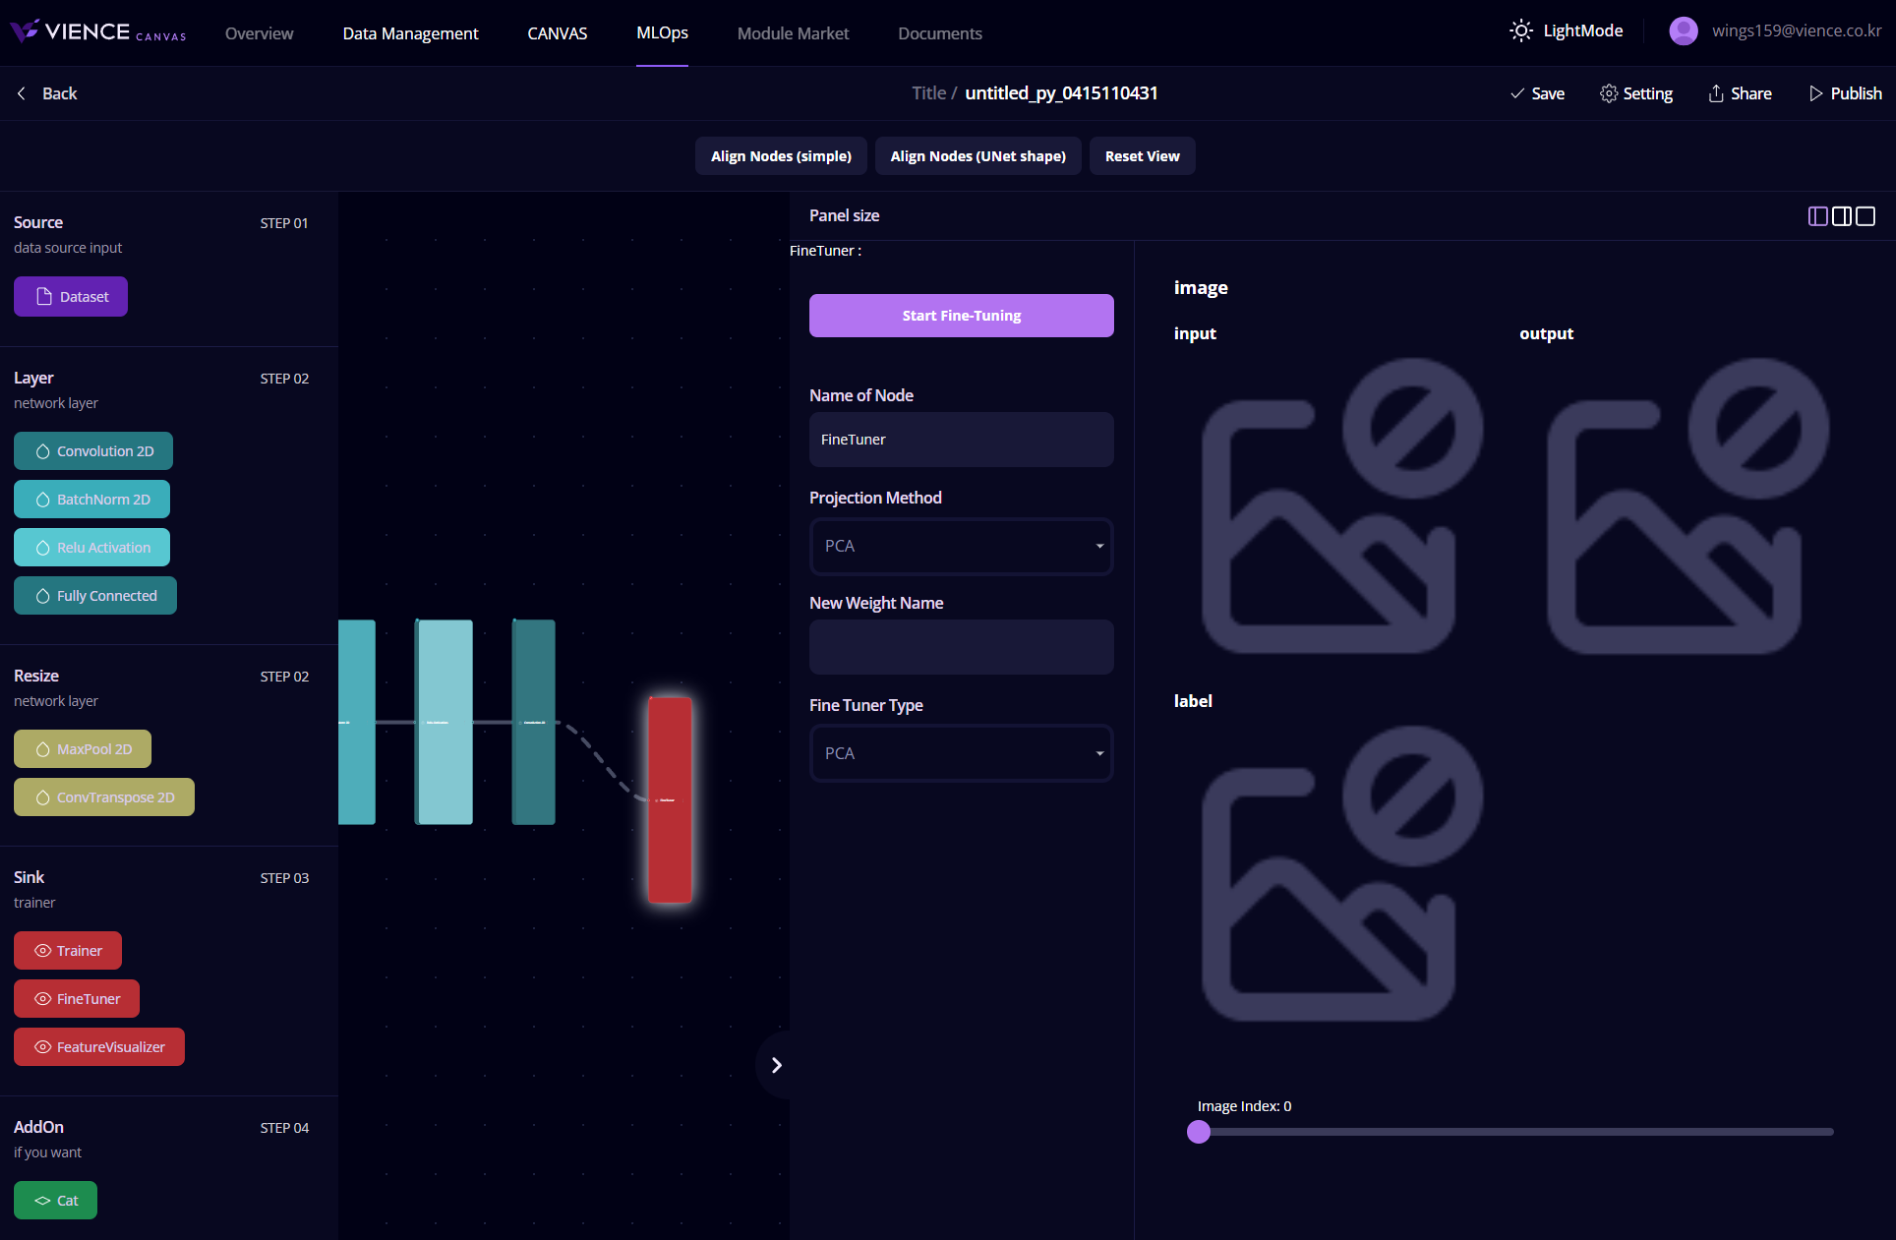 VIENCE CANVAS
Overview
Data Management
CANVAS
MLOps
Module Market
Documents
LightMode
wings159@vience.co.kr
Back
Title / untitled_py_0415110431
Save
Setting
Share
Publish
Align Nodes (simple)
Align Nodes (UNet shape)
Reset View
Source
STEP 01
data source input
Dataset
Layer
STEP 02
network layer
Convolution 2D
BatchNorm 2D
Relu Activation
Fully Connected
Resize
STEP 02
network layer
MaxPool 2D
ConvTranspose 2D
Sink
STEP 03
trainer
Trainer
FineTuner
FeatureVisualizer
AddOn
STEP 04
if you want
Cat
Panel size
FineTuner :
Start Fine-Tuning
Name of Node
FineTuner
Projection Method
PCA
New Weight Name
Fine Tuner Type
PCA
image
input
output
label
Image Index: 0